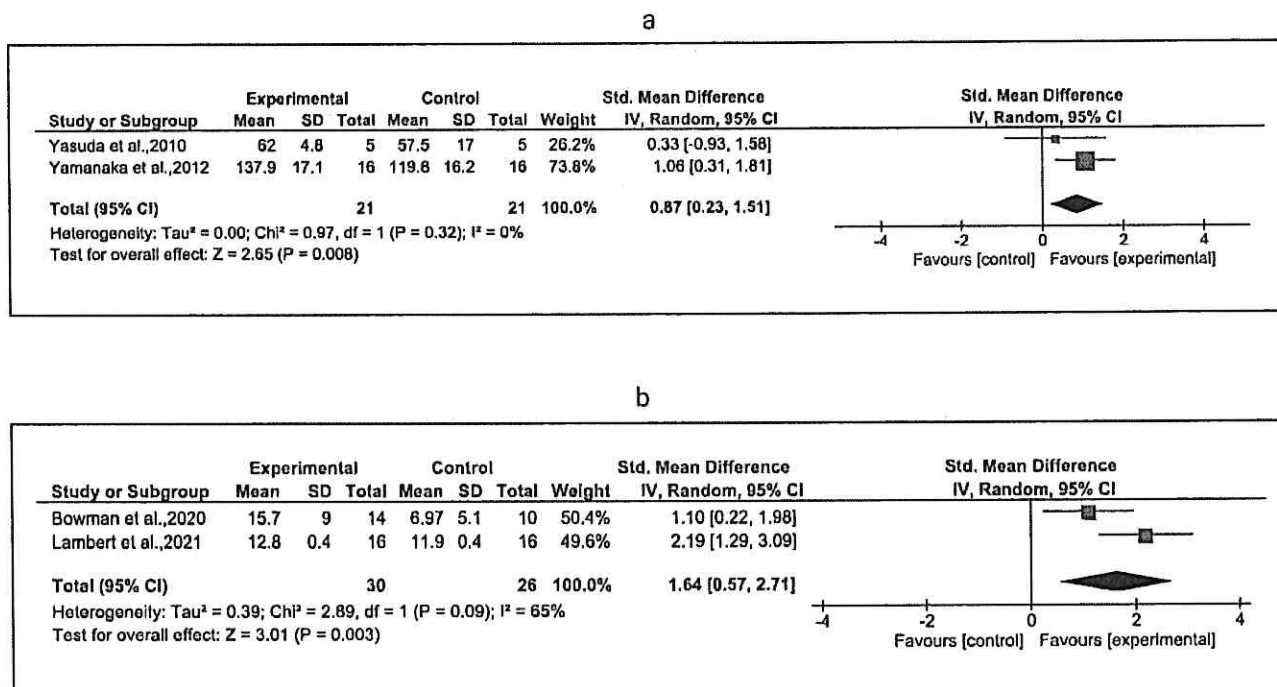 a
Experimental Control Std. Mean Difference Std. Mean Difference
Study or Subgroup Mean SD Total Mean SD Total Weight IV, Random, 95% CI IV, Random, 95% CI
Yasuda et al.,2010 62 4.8 5 57.5 17 5 26.2% 0.33 [-0.93, 1.58]
Yamanaka et al.,2012 137.9 17.1 16 119.8 16.2 16 73.8% 1.06 [0.31, 1.81]
Total (95% CI) 21 21 100.0% 0.87 [0.23, 1.51]
Heterogeneity: Tau² = 0.00; Chi² = 0.97, df = 1 (P = 0.32); I² = 0%
Test for overall effect: Z = 2.65 (P = 0.008)
-4 -2 0 2 4
Favours [control] Favours [experimental]
b
Experimental Control Std. Mean Difference Std. Mean Difference
Study or Subgroup Mean SD Total Mean SD Total Weight IV, Random, 95% CI IV, Random, 95% CI
Bowman et al.,2020 15.7 9 14 6.97 5.1 10 50.4% 1.10 [0.22, 1.98]
Lambert et al.,2021 12.8 0.4 16 11.9 0.4 16 49.6% 2.19 [1.29, 3.09]
Total (95% CI) 30 26 100.0% 1.64 [0.57, 2.71]
Heterogeneity: Tau² = 0.39; Chi² = 2.89, df = 1 (P = 0.09); I² = 65%
Test for overall effect: Z = 3.01 (P = 0.003)
-4 -2 0 2 4
Favours [control] Favours [experimental]